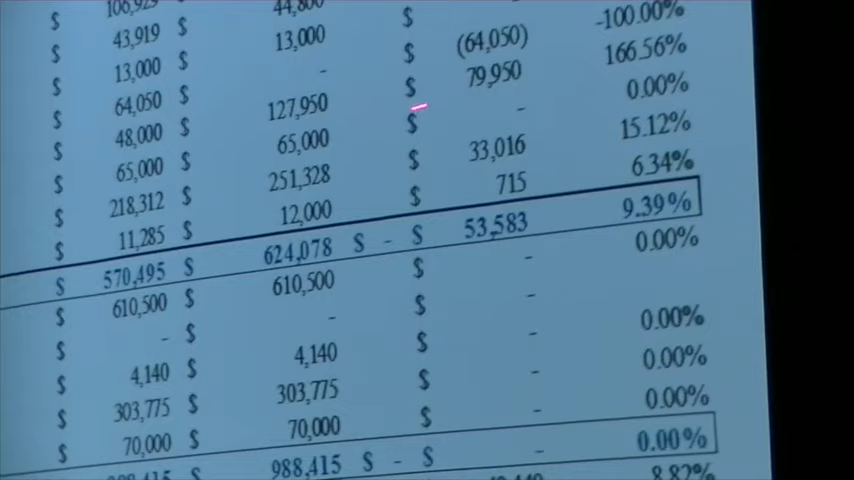 $
$ 43,919 $ 44,800
$ 13,000 $ 13,000 $ -
$ 64,050 $ - $ (64,050) -100.00%
$ 48,000 $ 127,950 $ 79,950 166.56%
$ 65,000 $ 65,000 $ - 0.00%
$ 218,312 $ 251,328 $ 33,016 15.12%
$ 11,285 $ 12,000 $ 715 6.34%
$ 570,495 $ 624,078 $ - $ 53,583 9.39%
$ 610,500 $ 610,500 $ - 0.00%
$ - $ - $ -
$ 4,140 $ 4,140 $ - 0.00%
$ 303,775 $ 303,775 $ - 0.00%
$ 70,000 $ 70,000 $ - 0.00%
$ 988,415 $ - $ - 0.00%
8.82%